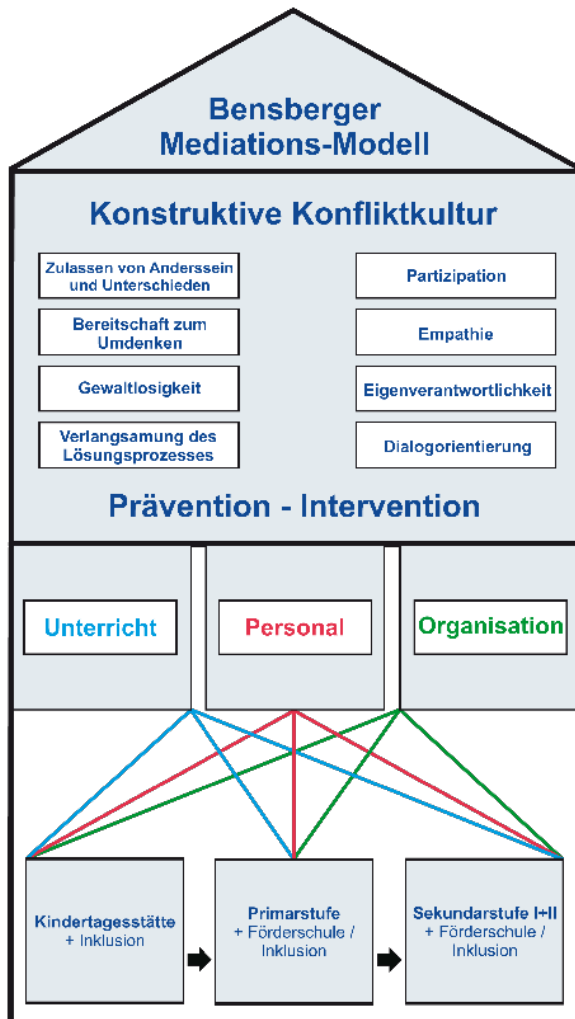 Bensberger
Mediations-Modell
Konstruktive Konfliktkultur
Zulassen von Anderssein
und Unterschieden
Partizipation
Bereitschaft zum
Umdenken
Empathie
Gewaltlosigkeit
Eigenverantwortlichkeit
Verlangsamung des
Lösungsprozesses
Dialogorientierung
Prävention - Intervention
Unterricht
Personal
Organisation
Kindertagesstätte
+ Inklusion
Primarstufe
+ Förderschule /
Inklusion
Sekundarstufe I+II
+ Förderschule /
Inklusion